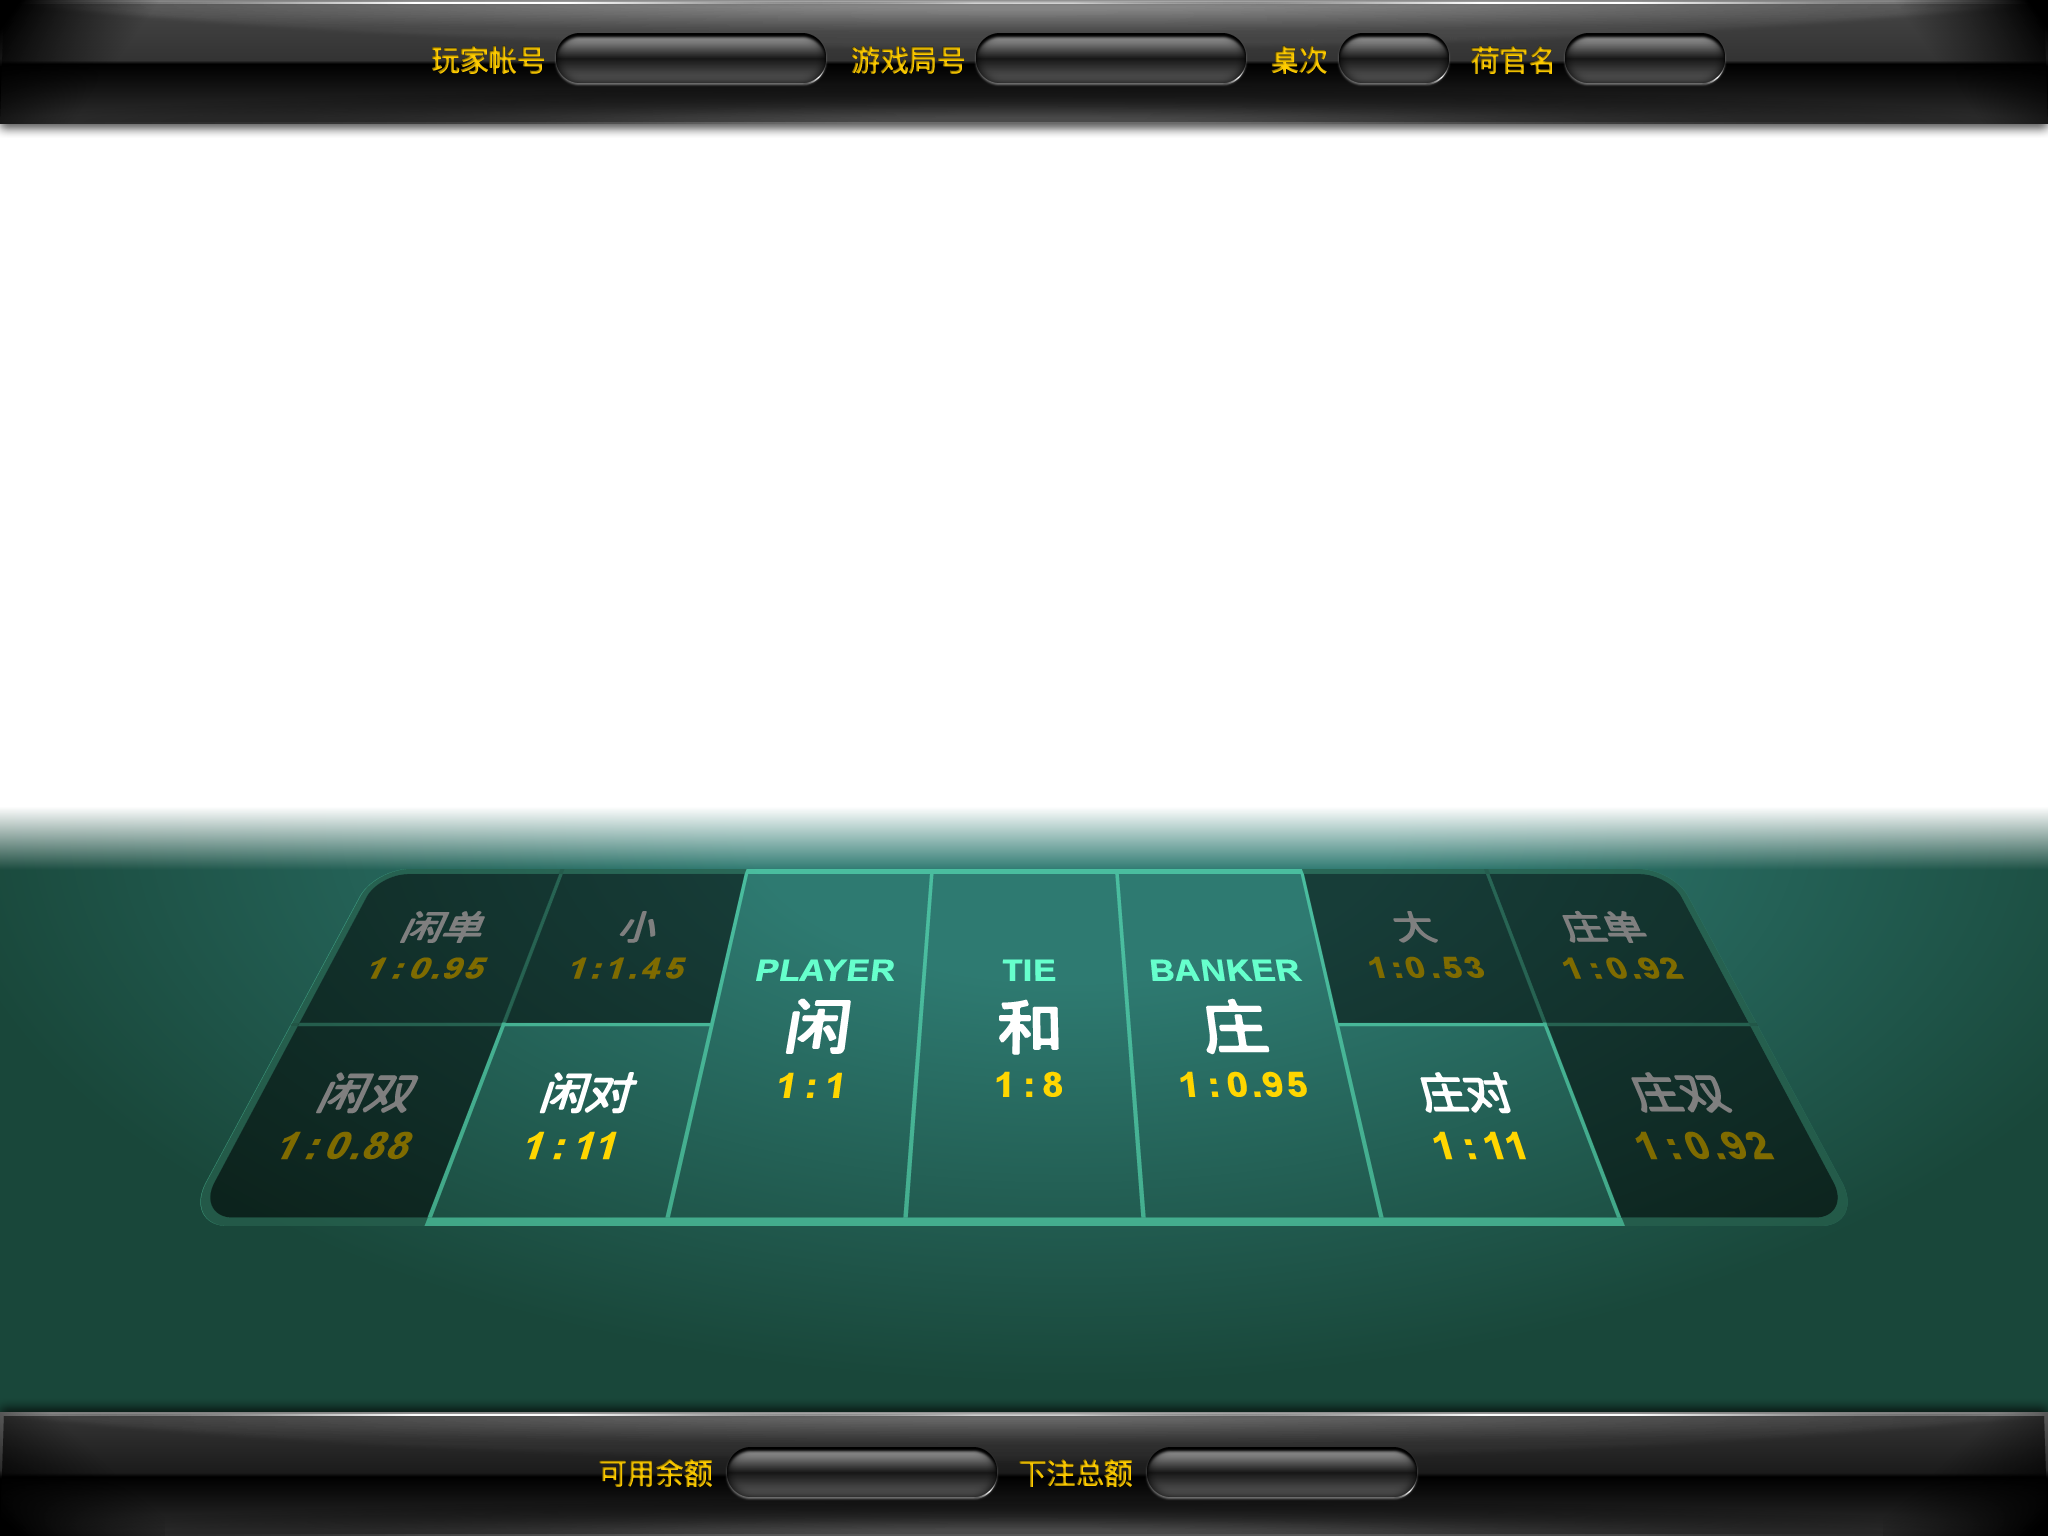 玩家帐号 游戏局号 桌次 荷官名
闲单
1:0.95
小
1:1.45
PLAYER
闲
1:1
TIE
和
1:8
BANKER
庄
1:0.95
大
1:0.53
庄单
1:0.92
闲双
1:0.88
闲对
1:11
庄对
1:11
庄双
1:0.92
可用余额 下注总额